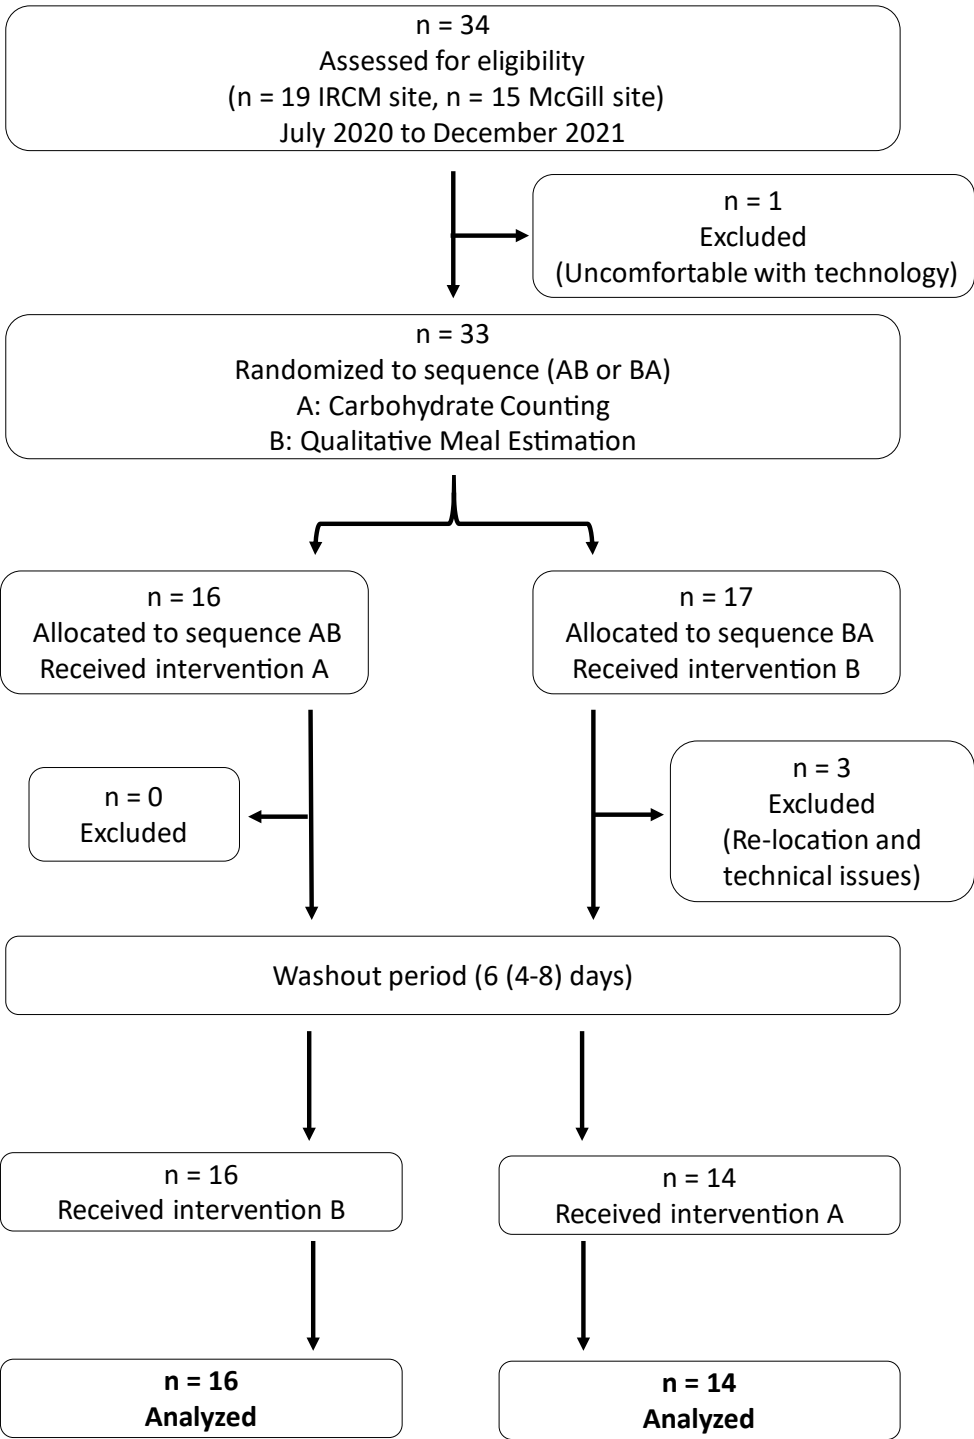 n = 34
Assessed for eligibility
(n = 19 IRCM site, n = 15 McGill site)
July 2020 to December 2021
n = 1
Excluded
(Uncomfortable with technology)
n = 33
Randomized to sequence (AB or BA)
A: Carbohydrate Counting
B: Qualitative Meal Estimation
n = 16
Allocated to sequence AB
Received intervention A
n = 17
Allocated to sequence BA
Received intervention B
n = 0
Excluded
n = 3
Excluded
(Re-location and
technical issues)
Washout period (6 (4-8) days)
n = 16
Received intervention B
n = 14
Received intervention A
n = 16
Analyzed
n = 14
Analyzed